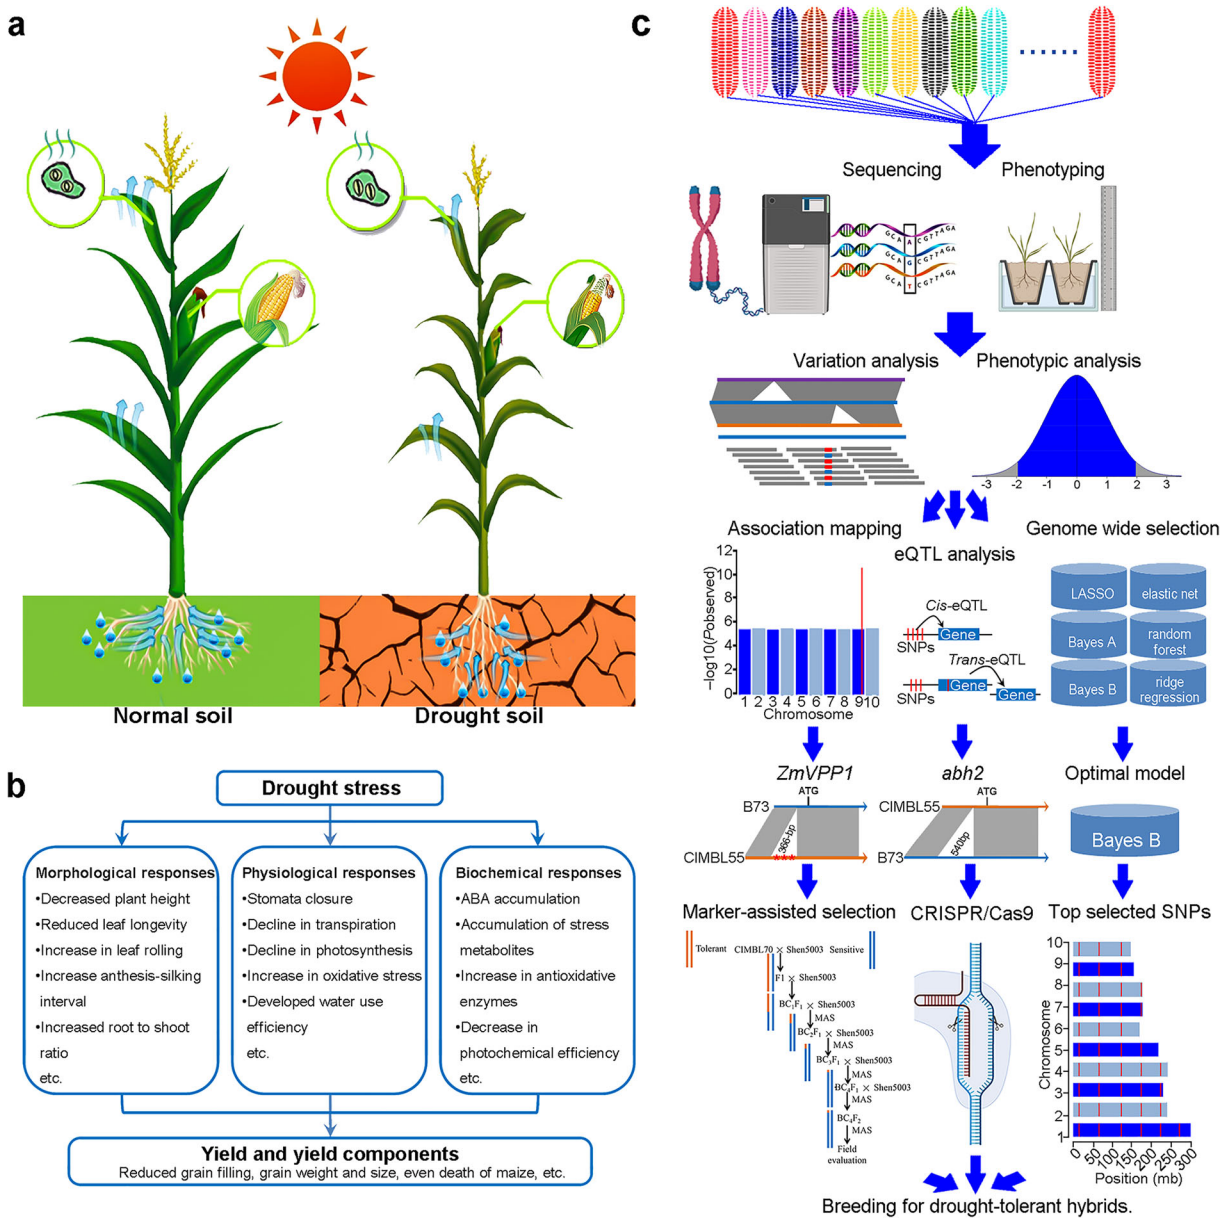 a
Normal soil
Drought soil
b
Drought stress
Morphological responses
•Decreased plant height
•Reduced leaf longevity
•Increase in leaf rolling
•Increase anthesis-silking
interval
•Increased root to shoot
ratio
etc.
Physiological responses
•Stomata closure
•Decline in transpiration
•Decline in photosynthesis
•Increase in oxidative stress
•Developed water use
efficiency
etc.
Biochemical responses
•ABA accumulation
•Accumulation of stress
metabolites
•Increase in antioxidative
enzymes
•Decrease in
photochemical efficiency
etc.
Yield and yield components
Reduced grain filling, grain weight and size, even death of maize, etc.
c
Sequencing
Phenotyping
GCA A CGTTAGA
GCA G CGTTAGA
GCA T CGTTAGA
Variation analysis
Phenotypic analysis
-3 -2 -1 0 1 2 3
Association mapping
eQTL analysis
Genome wide selection
−log10(Pobserved)
12
10
8
6
4
2
0
1 2 3 4 5 6 7 8 9 10
Chromosome
Cis-eQTL
SNPs
Gene
Trans-eQTL
SNPs
Gene
Gene
LASSO
elastic net
Bayes A
random
forest
Bayes B
ridge
regression
ZmVPP1
ATG
B73
366-bp
CIMBL55
***
abh2
ATG
CIMBL55
540bp
B73
Optimal model
Bayes B
Marker-assisted selection
CRISPR/Cas9
Top selected SNPs
Tolerant CIMBL70 × Shen5003 Sensitive
F1 × Shen5003
BC1F1 × Shen5003
MAS
BC2F1 × Shen5003
MAS
BC3F1 × Shen5003
MAS
BC4F1 × Shen5003
MAS
BC4F2
MAS
Field
evaluation
Chromosome
10
9
8
7
6
5
4
3
2
1
0 50 100 150 200 250 300
Position (mb)
Breeding for drought-tolerant hybrids.